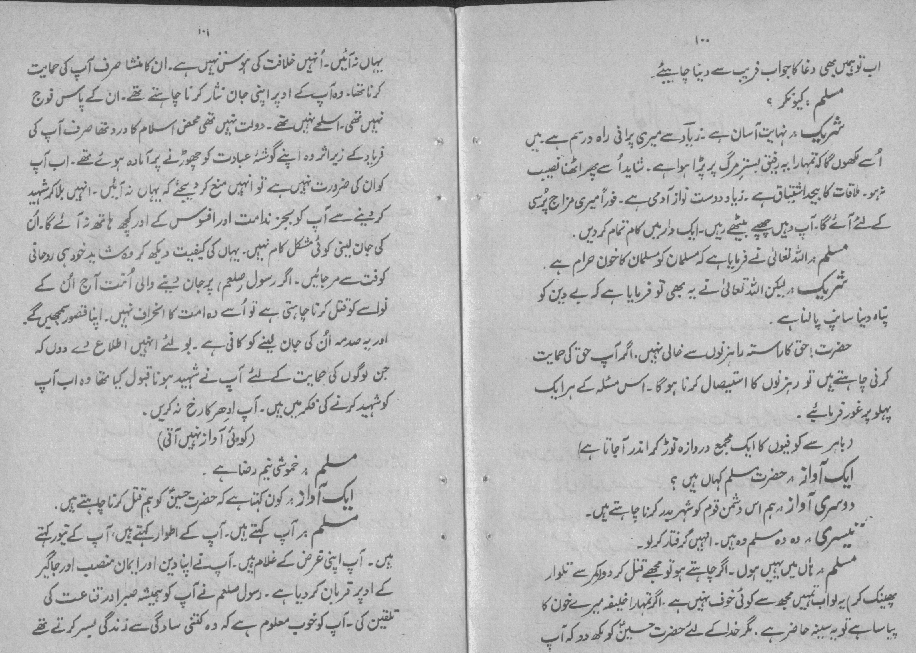 ۱۰۰
اب تو ہمیں بھی دغا کا جواب فریب سے دینا چاہیئے۔
مسلم: کیونکر ؟
شریک: نہایت آسان ہے۔ زیاد سے میری پرانی راہ و رسم ہے۔ میں
اُسے لکھوں گا کہ تمہارا یہ رفیق بستر مرگ پر پڑا ہوا ہے۔ شاید اُسے پھر اٹھنا نصیب
نہ ہو۔ ملاقات کا بیحد اشتیاق ہے۔ زیاد دوست نواز آدمی ہے۔ فوراً میری مزاج پُرسی
کے لئے آئے گا۔ آپ وہیں چھپے بیٹھے رہیں۔ ایک وار میں کام تمام کر دیں۔
مسلم: اللہ تعالیٰ نے فرمایا ہے کہ مسلمان کو مسلمان کا خون حرام ہے۔
شریک: لیکن اللہ تعالیٰ نے یہ بھی تو فرمایا ہے کہ بے دین کو
پناہ دینا سانپ پالنا ہے۔
حضرت! حق کا راستہ راہزنوں سے خالی نہیں، اگر آپ حق کی حمایت
کرنی چاہتے ہیں تو رہزنوں کا استیصال کرنا ہوگا۔ اس مسئلہ کے ہر ایک
پہلو پر غور فرمائیے۔
(باہر سے کوفیوں کا ایک مجمع دروازہ توڑ کر اندر آجاتا ہے)
ایک آواز: حضرت مسلم کہاں ہیں ؟
دوسری آواز: ہم اس دشمن قوم کو شہر بدر کرنا چاہتے ہیں۔
تیسری: وہ وہ مسلم وہ ہیں۔ انہیں گرفتار کر لو۔
مسلم: ہاں میں یہیں ہوں۔ اگر چاہتے ہو تو مجھے قتل کر دو (کمر سے تلوار
پھینک کر) یہ لو اب تمہیں مجھ سے کوئی خوف نہیں ہے۔ اگر تمہارا خلیفہ میرے خون کا
پیاسا ہے تو یہ سینہ حاضر ہے۔ مگر خدا کے لئے حضرت حسینؓ کو لکھ دو کہ آپ
۱۰۱
یہاں نہ آئیں۔ اُنہیں خلافت کی ہوس نہیں ہے۔ ان کا منشا صرف آپ کی حمایت
کرنا تھا۔ وہ آپ کے اوپر اپنی جان نثار کرنا چاہتے تھے۔ ان کے پاس فوج
نہیں تھی۔ اسلحے نہیں تھے۔ دولت نہیں تھی محض اسلام کا درد تھا صرف آپ کی
فریاد کے زیر اثر وہ اپنے گوشۂ عبادت کو چھوڑنے پر آمادہ ہوئے تھے۔ اب آپ
کو ان کی ضرورت نہیں ہے تو انہیں منع کر دیجئے کہ یہاں نہ آئیں۔ انہیں بلا کر شہید
کر دینے سے آپ کو بجز ندامت اور افسوس کے اور کچھ ہاتھ نہ آئے گا۔ اُن
کی جان لینی کوئی مشکل کام نہیں۔ یہاں کی کیفیت دیکھ کر وہ شاید خود ہی روحانی
کوفت سے مر جائیں۔ اگر رسول صلعم پر جان دینے والی اُمت آج اُن کے
نواسے کو قتل کرنا چاہتی ہے تو اُسے وہ امت کا انحراف نہیں۔ اپنا قصور سمجھیں گے۔
اور یہ صدمہ اُن کی جان لینے کو کافی ہے۔ بولئے انہیں اطلاع دے دوں کہ
جن لوگوں کی حمایت کے لئے آپ نے شہید ہونا قبول کیا تھا وہ اب آپ
کو شہید کرنے کی فکر میں ہیں۔ آپ ادھر کا رخ نہ کریں۔
(کوئی آواز نہیں آتی)
مسلم: خموشی نیم رضا ہے۔
ایک آواز: کون کہتا ہے کہ حضرت حسینؓ کو ہم قتل کرنا چاہتے ہیں۔
مسلم: آپ کہتے ہیں۔ آپ کے اطوار کہتے ہیں، آپ کے تیور کہتے
ہیں۔ آپ اپنی غرض کے غلام ہیں۔ آپ نے اپنا دین اور ایمان منصب اور جاگیر
کے اوپر قربان کر دیا ہے۔ رسول صلعم نے آپ کو ہمیشہ صبر اور قناعت کی
تلقین کی۔ آپ کو خوب معلوم ہے کہ وہ کتنی سادگی سے زندگی بسر کرتے تھے